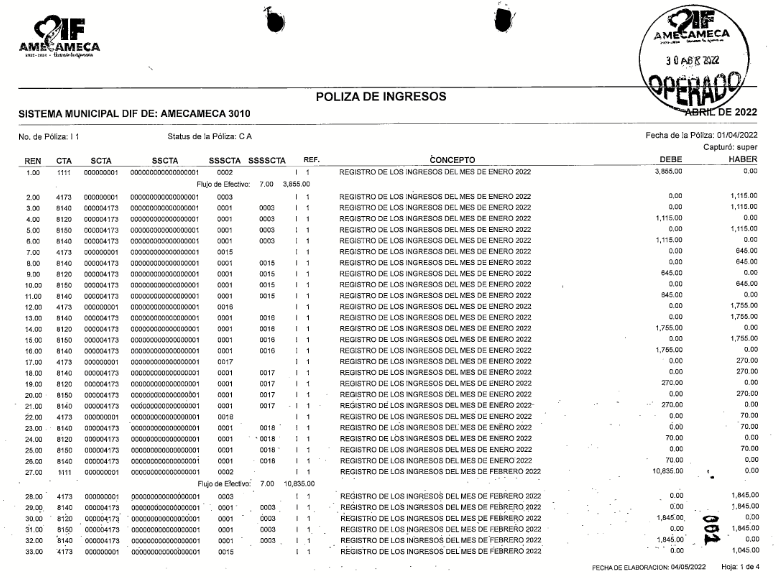 DIF
AMECAMECA
DIF
AMECAMECA
3 0 ABR 2022
OPERADO
POLIZA DE INGRESOS
SISTEMA MUNICIPAL DIF DE: AMECAMECA 3010 ABRIL DE 2022
No. de Póliza: I 1 Status de la Póliza: C A Fecha de la Póliza: 01/04/2022
Capturó: super
REN CTA SCTA SSCTA SSSCTA SSSSCTA REF. CONCEPTO DEBE HABER
1.00 1111 000000001 000000000000000001 0002 I 1 REGISTRO DE LOS INGRESOS DEL MES DE ENERO 2022 3,855.00 0.00
Flujo de Efectivo: 7.00 3,855.00
2.00 4173 000000001 000000000000000001 0003 I 1 REGISTRO DE LOS INGRESOS DEL MES DE ENERO 2022 0.00 1,115.00
3.00 8140 000004173 000000000000000001 0001 0003 I 1 REGISTRO DE LOS INGRESOS DEL MES DE ENERO 2022 0.00 1,115.00
4.00 8120 000004173 000000000000000001 0001 0003 I 1 REGISTRO DE LOS INGRESOS DEL MES DE ENERO 2022 1,115.00 0.00
5.00 8150 000004173 000000000000000001 0001 0003 I 1 REGISTRO DE LOS INGRESOS DEL MES DE ENERO 2022 0.00 1,115.00
6.00 8140 000004173 000000000000000001 0001 0003 I 1 REGISTRO DE LOS INGRESOS DEL MES DE ENERO 2022 1,115.00 0.00
7.00 4173 000000001 000000000000000001 0015 I 1 REGISTRO DE LOS INGRESOS DEL MES DE ENERO 2022 0.00 645.00
8.00 8140 000004173 000000000000000001 0001 0015 I 1 REGISTRO DE LOS INGRESOS DEL MES DE ENERO 2022 0.00 645.00
9.00 8120 000004173 000000000000000001 0001 0015 I 1 REGISTRO DE LOS INGRESOS DEL MES DE ENERO 2022 645.00 0.00
10.00 8150 000004173 000000000000000001 0001 0015 I 1 REGISTRO DE LOS INGRESOS DEL MES DE ENERO 2022 0.00 645.00
11.00 8140 000004173 000000000000000001 0001 0015 I 1 REGISTRO DE LOS INGRESOS DEL MES DE ENERO 2022 645.00 0.00
12.00 4173 000000001 000000000000000001 0016 I 1 REGISTRO DE LOS INGRESOS DEL MES DE ENERO 2022 0.00 1,755.00
13.00 8140 000004173 000000000000000001 0001 0016 I 1 REGISTRO DE LOS INGRESOS DEL MES DE ENERO 2022 0.00 1,755.00
14.00 8120 000004173 000000000000000001 0001 0016 I 1 REGISTRO DE LOS INGRESOS DEL MES DE ENERO 2022 1,755.00 0.00
15.00 8150 000004173 000000000000000001 0001 0016 I 1 REGISTRO DE LOS INGRESOS DEL MES DE ENERO 2022 0.00 1,755.00
16.00 8140 000004173 000000000000000001 0001 0016 I 1 REGISTRO DE LOS INGRESOS DEL MES DE ENERO 2022 1,755.00 0.00
17.00 4173 000000001 000000000000000001 0017 I 1 REGISTRO DE LOS INGRESOS DEL MES DE ENERO 2022 0.00 270.00
18.00 8140 000004173 000000000000000001 0001 0017 I 1 REGISTRO DE LOS INGRESOS DEL MES DE ENERO 2022 0.00 270.00
19.00 8120 000004173 000000000000000001 0001 0017 I 1 REGISTRO DE LOS INGRESOS DEL MES DE ENERO 2022 270.00 0.00
20.00 8150 000004173 000000000000000001 0001 0017 I 1 REGISTRO DE LOS INGRESOS DEL MES DE ENERO 2022 0.00 270.00
21.00 8140 000004173 000000000000000001 0001 0017 I 1 REGISTRO DE LOS INGRESOS DEL MES DE ENERO 2022 270.00 0.00
22.00 4173 000000001 000000000000000001 0018 I 1 REGISTRO DE LOS INGRESOS DEL MES DE ENERO 2022 0.00 70.00
23.00 8140 000004173 000000000000000001 0001 0018 I 1 REGISTRO DE LOS INGRESOS DEL MES DE ENERO 2022 0.00 70.00
24.00 8120 000004173 000000000000000001 0001 0018 I 1 REGISTRO DE LOS INGRESOS DEL MES DE ENERO 2022 70.00 0.00
25.00 8150 000004173 000000000000000001 0001 0018 I 1 REGISTRO DE LOS INGRESOS DEL MES DE ENERO 2022 0.00 70.00
26.00 8140 000004173 000000000000000001 0001 0018 I 1 REGISTRO DE LOS INGRESOS DEL MES DE ENERO 2022 70.00 0.00
27.00 1111 000000001 000000000000000001 0002 I 1 REGISTRO DE LOS INGRESOS DEL MES DE FEBRERO 2022 10,835.00 0.00
Flujo de Efectivo: 7.00 10,835.00
28.00 4173 000000001 000000000000000001 0003 I 1 REGISTRO DE LOS INGRESOS DEL MES DE FEBRERO 2022 0.00 1,845.00
29.00 8140 000004173 000000000000000001 0001 0003 I 1 REGISTRO DE LOS INGRESOS DEL MES DE FEBRERO 2022 0.00 1,845.00
30.00 8120 000004173 000000000000000001 0001 0003 I 1 REGISTRO DE LOS INGRESOS DEL MES DE FEBRERO 2022 1,845.00 0.00
31.00 8150 000004173 000000000000000001 0001 0003 I 1 REGISTRO DE LOS INGRESOS DEL MES DE FEBRERO 2022 0.00 1,845.00
32.00 8140 000004173 000000000000000001 0001 0003 I 1 REGISTRO DE LOS INGRESOS DEL MES DE FEBRERO 2022 1,845.00 0.00
33.00 4173 000000001 000000000000000001 0015 I 1 REGISTRO DE LOS INGRESOS DEL MES DE FEBRERO 2022 0.00 1,045.00
FECHA DE ELABORACION: 04/05/2022 Hoja: 1 de 4